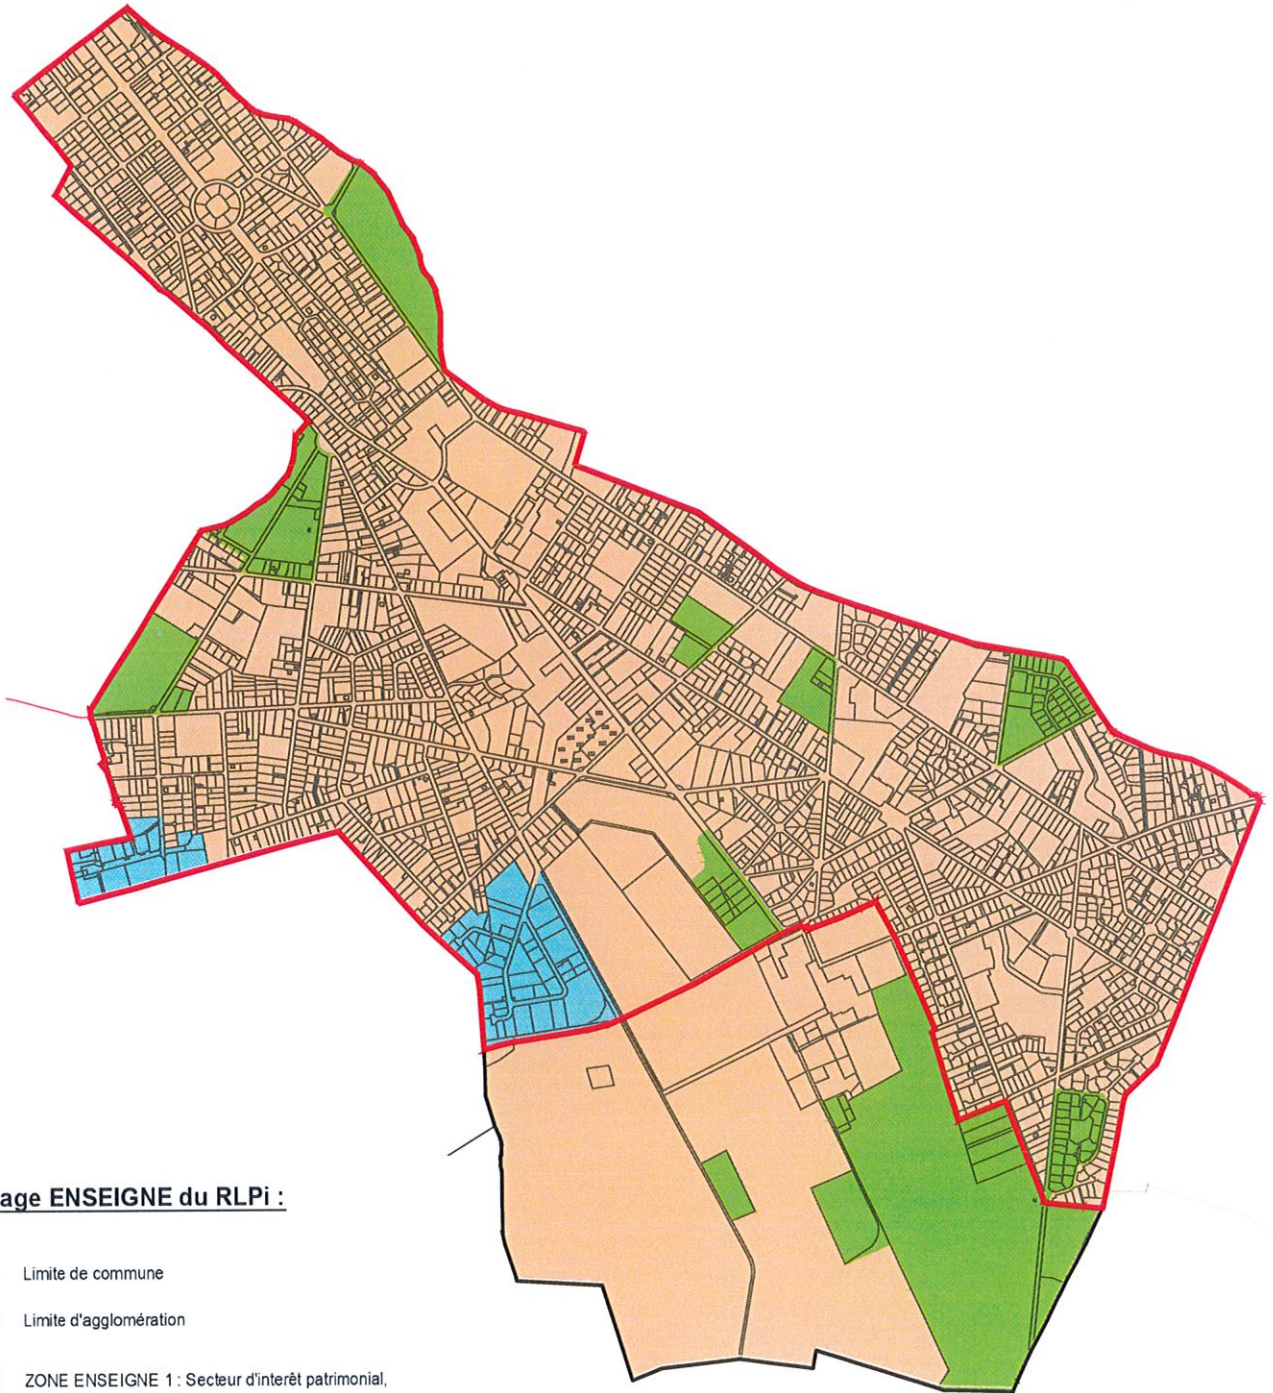 age ENSEIGNE du RLPi :
Limite de commune
Limite d'agglomération
ZONE ENSEIGNE 1 : Secteur d'interêt patrimonial,